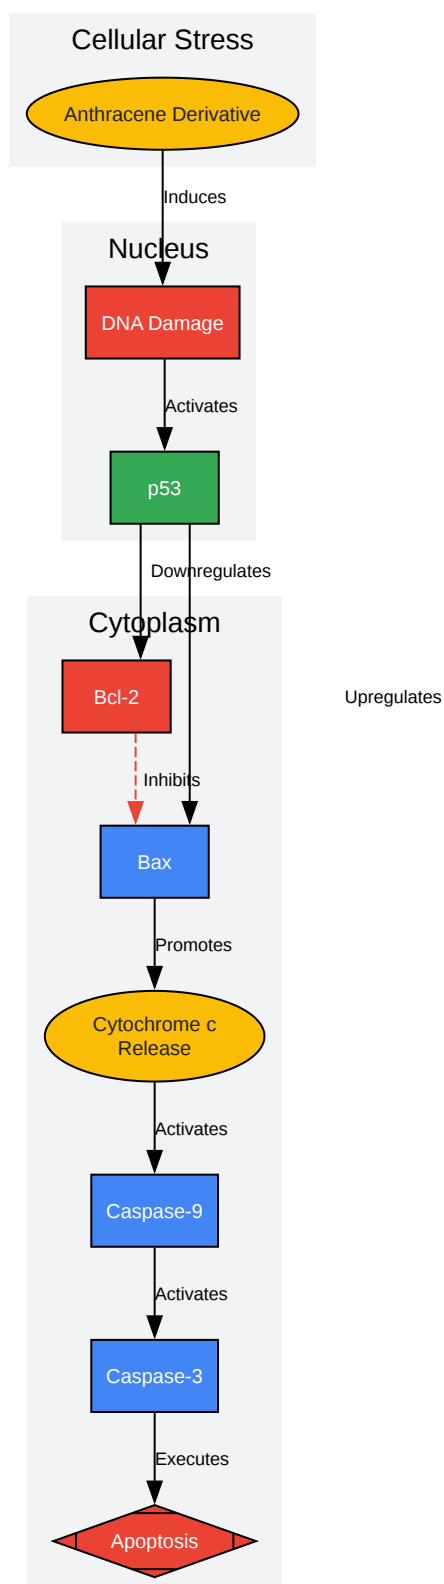 Cellular Stress
Anthracene Derivative
Induces
Nucleus
DNA Damage
Activates
p53
Downregulates
Cytoplasm
Bcl-2
Upregulates
Inhibits
Bax
Promotes
Cytochrome c
Release
Activates
Caspase-9
Activates
Caspase-3
Executes
Apoptosis